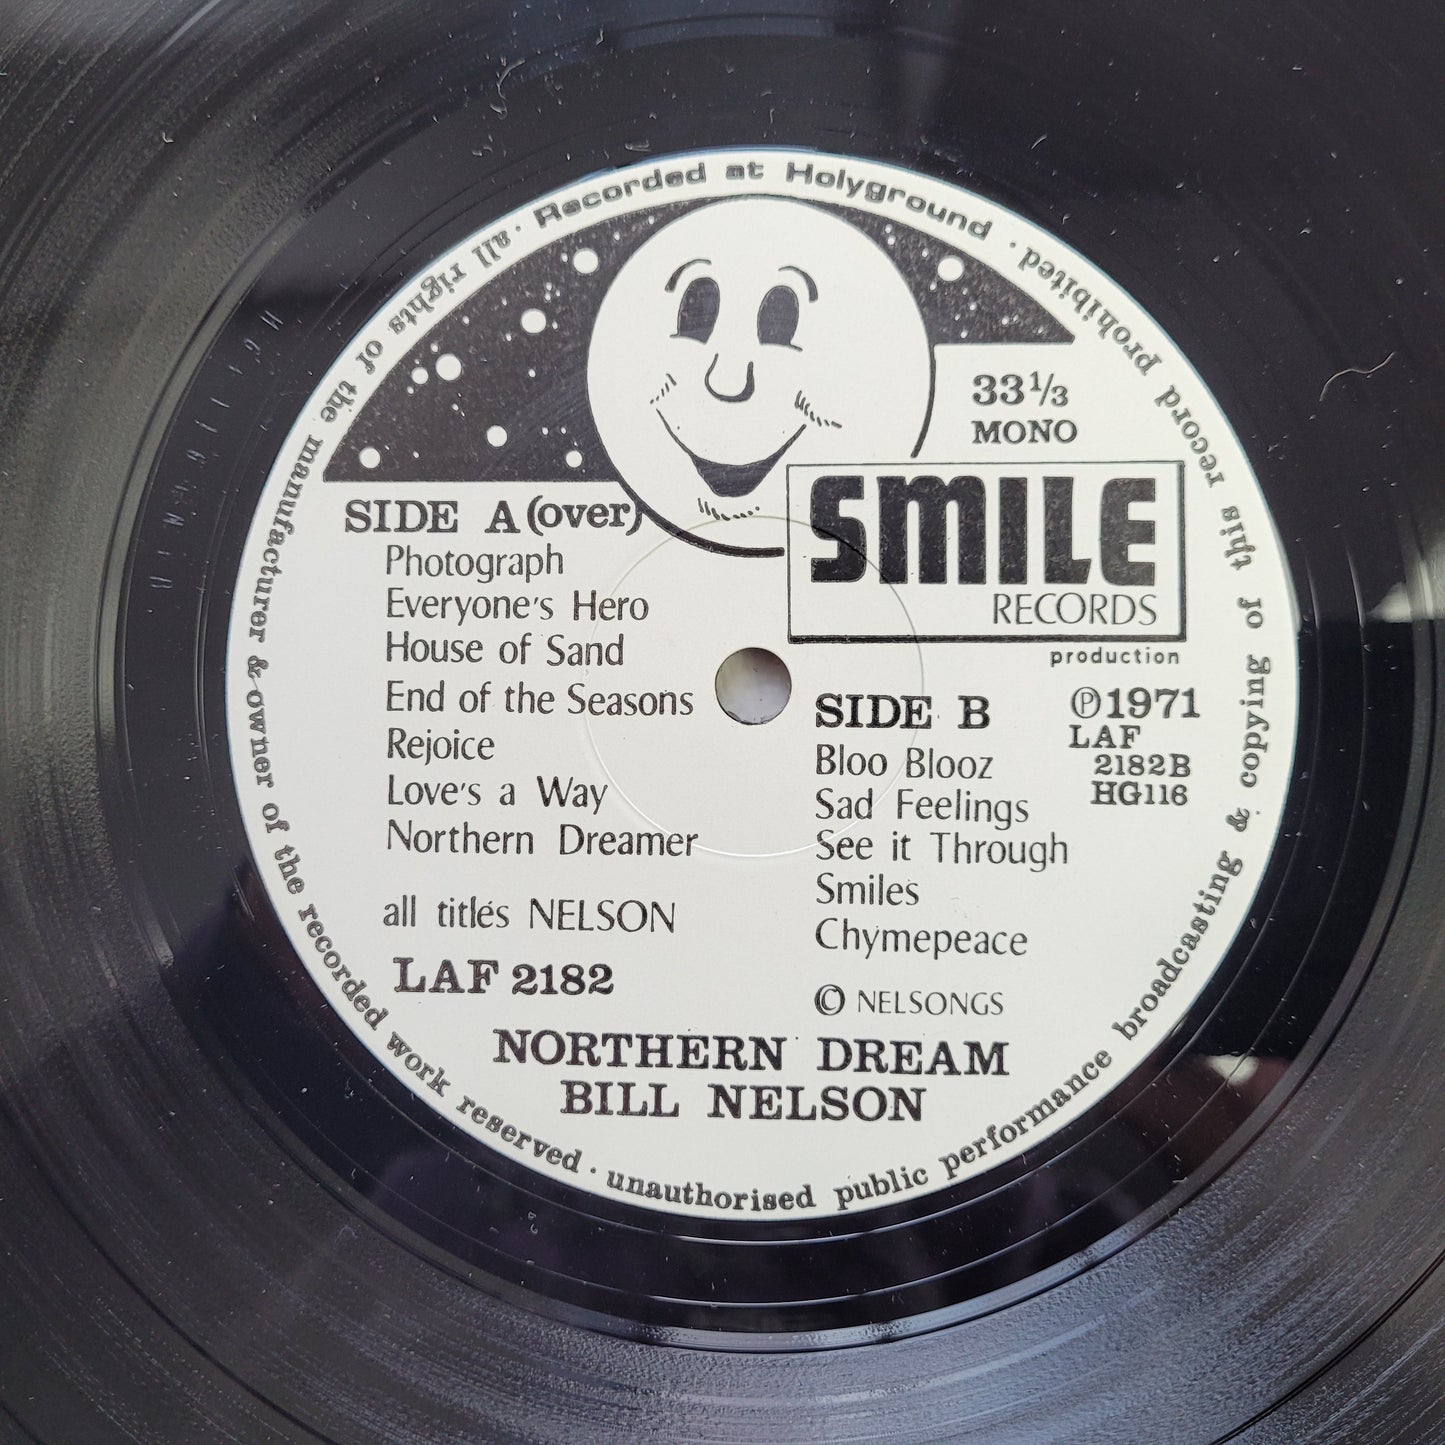 Recorded at Holyground · prohibited. this record of copying & broadcasting performance public unauthorised · reserved. work recorded the of owner & manufacturer the of rights all ·
33⅓
MONO
SMILE
RECORDS
production
SIDE A (over)
Photograph
Everyone's Hero
House of Sand
End of the Seasons
Rejoice
Love's a Way
Northern Dreamer
all titlés NELSON
LAF 2182
SIDE B
Bloo Blooz
Sad Feelings
See it Through
Smiles
Chymepeace
© NELSONGS
℗1971
LAF
2182B
HG116
NORTHERN DREAM
BILL NELSON